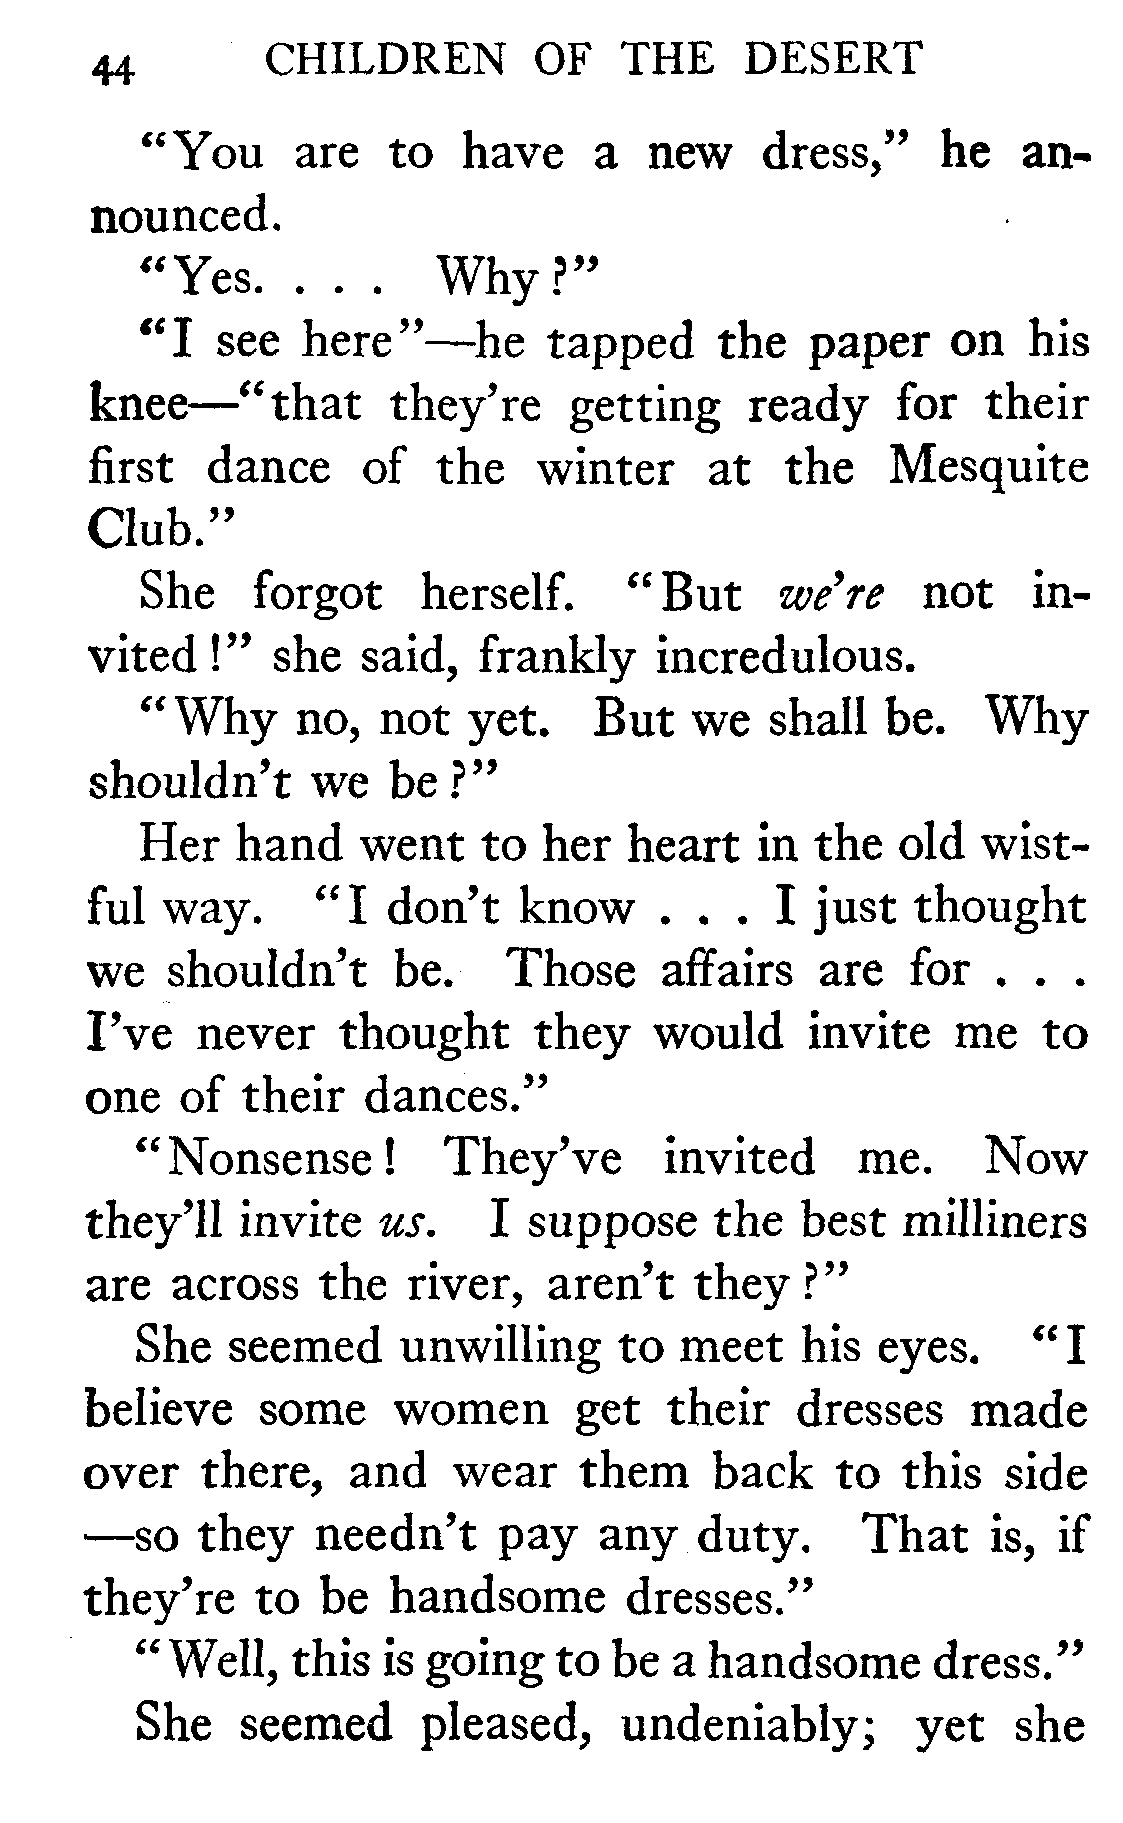 44 CHILDREN OF THE DESERT
“You are to have a new dress,” he an-
nounced.
“Yes. . . . Why?”
“I see here”—he tapped the paper on his
knee—“that they’re getting ready for their
first dance of the winter at the Mesquite
Club.”
She forgot herself. “But we’re not in-
vited!” she said, frankly incredulous.
“Why no, not yet. But we shall be. Why
shouldn’t we be?”
Her hand went to her heart in the old wist-
ful way. “I don’t know . . . I just thought
we shouldn’t be. Those affairs are for . . .
I’ve never thought they would invite me to
one of their dances.”
“Nonsense! They’ve invited me. Now
they’ll invite us. I suppose the best milliners
are across the river, aren’t they?”
She seemed unwilling to meet his eyes. “I
believe some women get their dresses made
over there, and wear them back to this side
—so they needn’t pay any duty. That is, if
they’re to be handsome dresses.”
“Well, this is going to be a handsome dress.”
She seemed pleased, undeniably; yet she